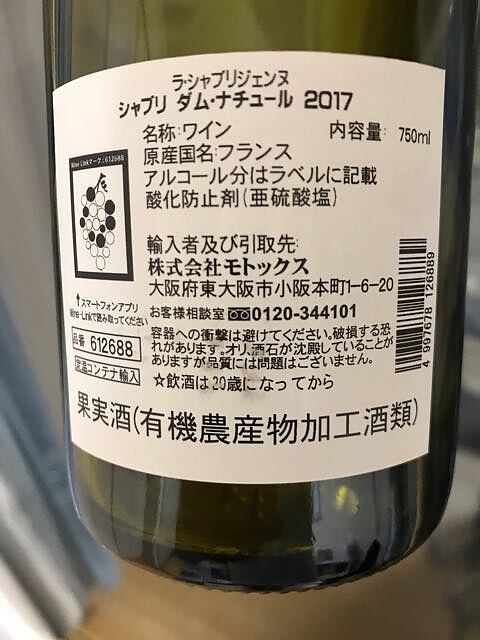 ラ・シャブリジェンヌ
シャブリ ダム・ナチュール 2017
名称:ワイン 内容量: 750ml
原産国名:フランス
アルコール分はラベルに記載
酸化防止剤(亜硫酸塩)
Wine-Linkマーク:612688
輸入者及び引取先:
株式会社モトックス
大阪府東大阪市小阪本町1-6-20
お客様相談室 0120-344101
↑スマートフォンアプリ
Wine-Linkで読み取ってください
容器への衝撃は避けてください。破損する恐
れがあります。オリ、酒石が沈殿していることが
ありますが品質には問題はございません。
品番 612688
定温コンテナ輸入
☆飲酒は20歳になってから
果実酒(有機農産物加工酒類)
4 997678 126889